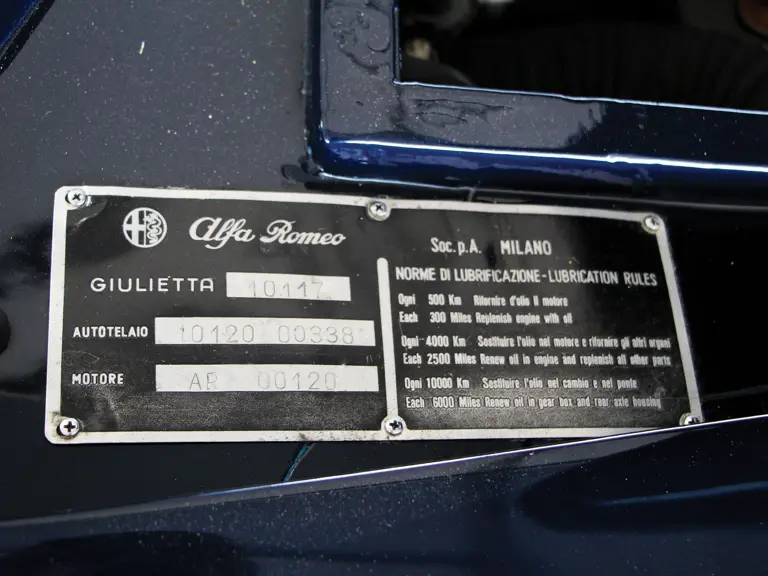 Alfa Romeo
GIULIETTA 10117
AUTOTELAIO 10120 00338
MOTORE AR 00120
Soc. p. A. MILANO
NORME DI LUBRIFICAZIONE - LUBRICATION RULES
Ogni 500 Km Rifornire d'olio il motore
Each 300 Miles Replenish engine with oil
Ogni 4000 Km Sostituire l'olio nel motore e rifornire gli altri organi
Each 2500 Miles Renew oil in engine and replenish all other parts
Ogni 10000 Km Sostituire l'olio nel cambio e nel ponte
Each 6000 Miles Renew oil in gear box and rear axle housing